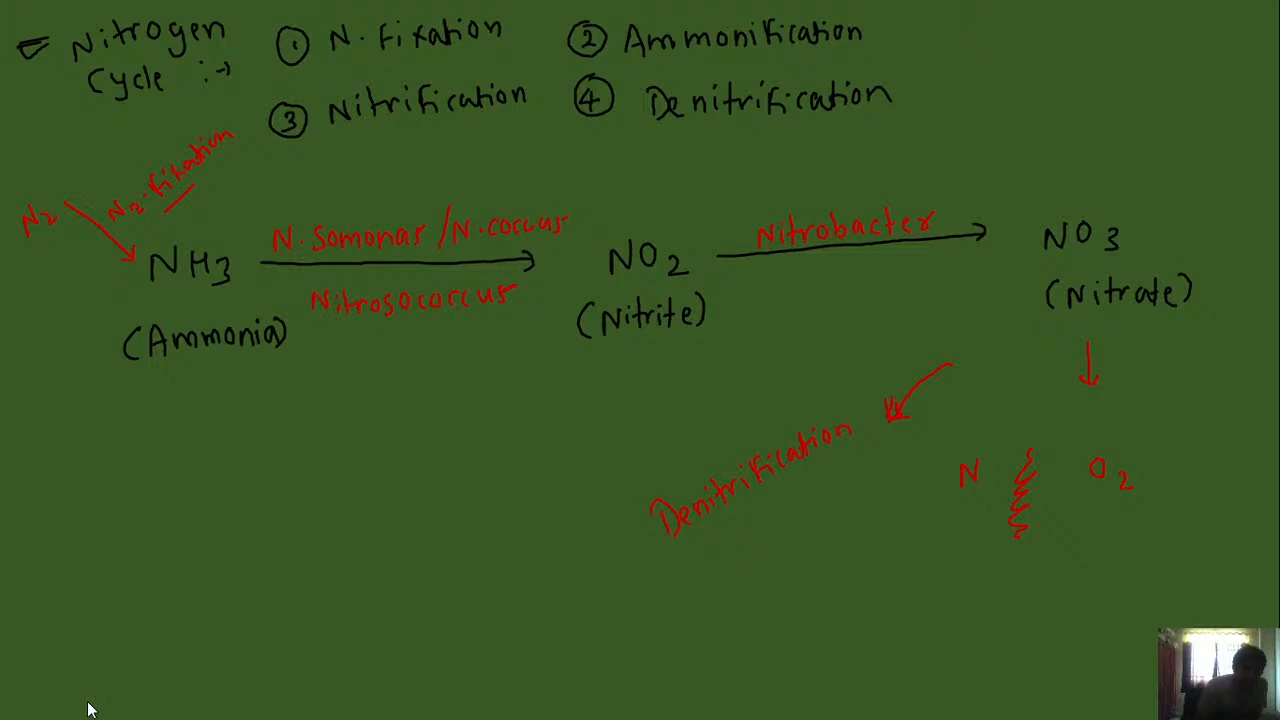 Nitrogen Cycle :→
① N. Fixation ② Ammonification
③ Nitrification ④ Denitrification
N2 N2-Fixation
NH3 N.Somonas /N.coccus NO2 Nitrobacter NO3
Nitrosococcus
(Ammonia) (Nitrite) (Nitrate)
Denitrification
N O2